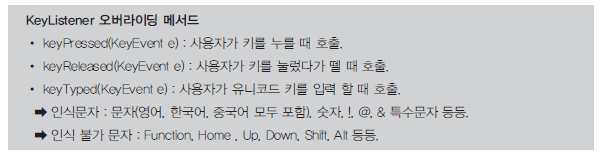 KeyListener 오버라이딩 메서드
• keyPressed(KeyEvent e) : 사용자가 키를 누를 때 호출.
• keyReleased(KeyEvent e) : 사용자가 키를 눌렀다가 뗄 때 호출.
• keyTyped(KeyEvent e) : 사용자가 유니코드 키를 입력 할 때 호출.
➡ 인식문자 : 문자(영어, 한국어, 중국어 모두 포함), 숫자, !, @, & 특수문자 등등.
➡ 인식 불가 문자 : Function, Home , Up, Down, Shift, Alt 등등.